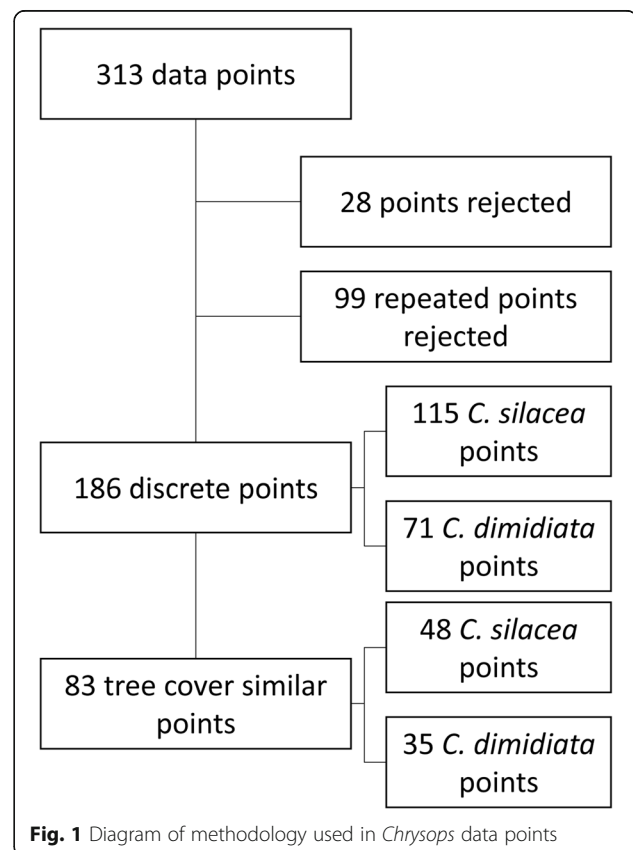 313 data points
28 points rejected
99 repeated points
rejected
115 C. silacea
points
186 discrete points
71 C. dimidiata
points
48 C. silacea
points
83 tree cover similar
points
35 C. dimidiata
points
Fig. 1 Diagram of methodology used in Chrysops data points